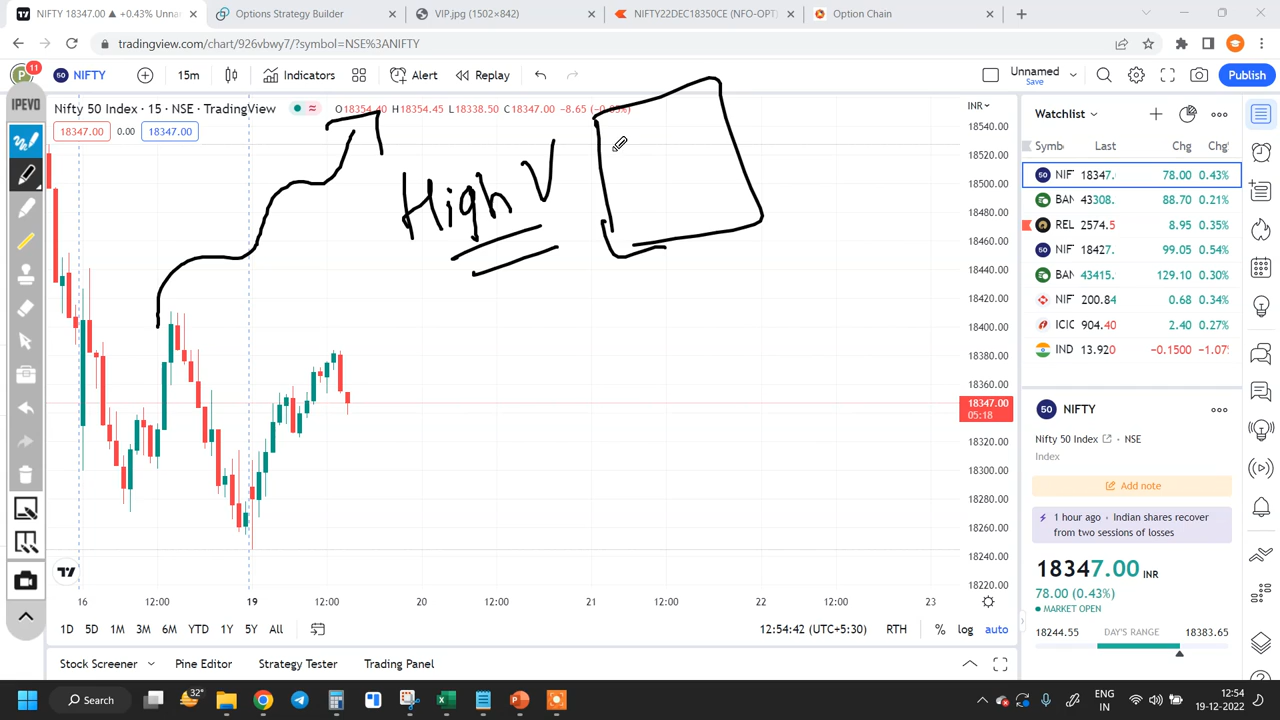 NIFTY 18347.00 ▲ +0.43% Unnar
Options Strategy Builder
VIP.jpg (1502×842)
NIFTY22DEC18350CE (NFO-OPT)
Option Chain
tradingview.com/chart/926vbwy7/?symbol=NSE%3ANIFTY
P 11
50 NIFTY
15m
Indicators
Alert
Replay
Unnamed
Save
Publish
IPEVO
Nifty 50 Index · 15 · NSE · TradingView
O18354.40 H18354.45 L18338.50 C18347.00 −8.65 (−0.05%)
18347.00 0.00 18347.00
High V
INR
18540.00
18520.00
18500.00
18480.00
18460.00
18440.00
18420.00
18400.00
18380.00
18360.00
18347.00
05:18
18320.00
18300.00
18280.00
18260.00
18240.00
18220.00
16 12:00 19 12:00 20 12:00 21 12:00 22 12:00 23
1D 5D 1M 3M 6M YTD 1Y 5Y All
12:54:42 (UTC+5:30) RTH % log auto
Stock Screener Pine Editor Strategy Tester Trading Panel
Watchlist
Symb Last Chg Chg
50 NIF 18347. 78.00 0.43%
BAN 43308. 88.70 0.21%
REL 2574.5 8.95 0.35%
50 NIF 18427. 99.05 0.54%
BAN 43415. 129.10 0.30%
NIF 200.84 0.68 0.34%
ICIC 904.40 2.40 0.27%
IND 13.920 −0.1500 −1.07
50 NIFTY
Nifty 50 Index · NSE
Index
Add note
1 hour ago · Indian shares recover
from two sessions of losses
18347.00 INR
78.00 (0.43%)
MARKET OPEN
18244.55 DAY'S RANGE 18383.65
32°
Search
ENG
IN
12:54
19-12-2022